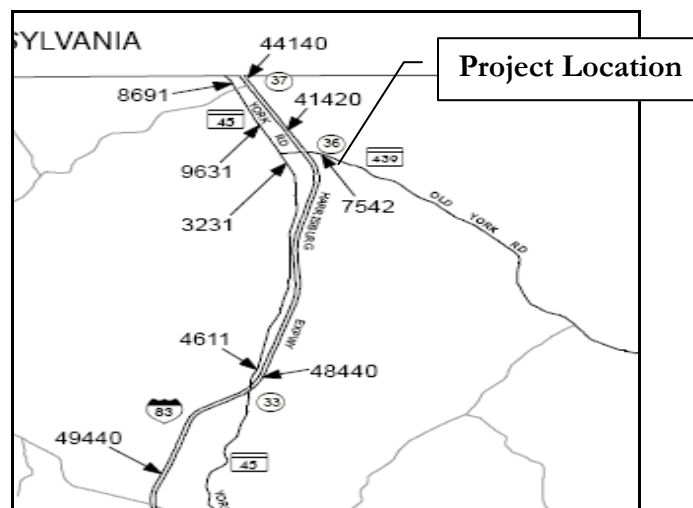 SYLVANIA
44140
Project Location
37
8691
41420
45
YORK RD
36
439
9631
7542
3231
OLD YORK RD
HARRISBURG EXPWY
4611
48440
33
83
49440
45
YOR